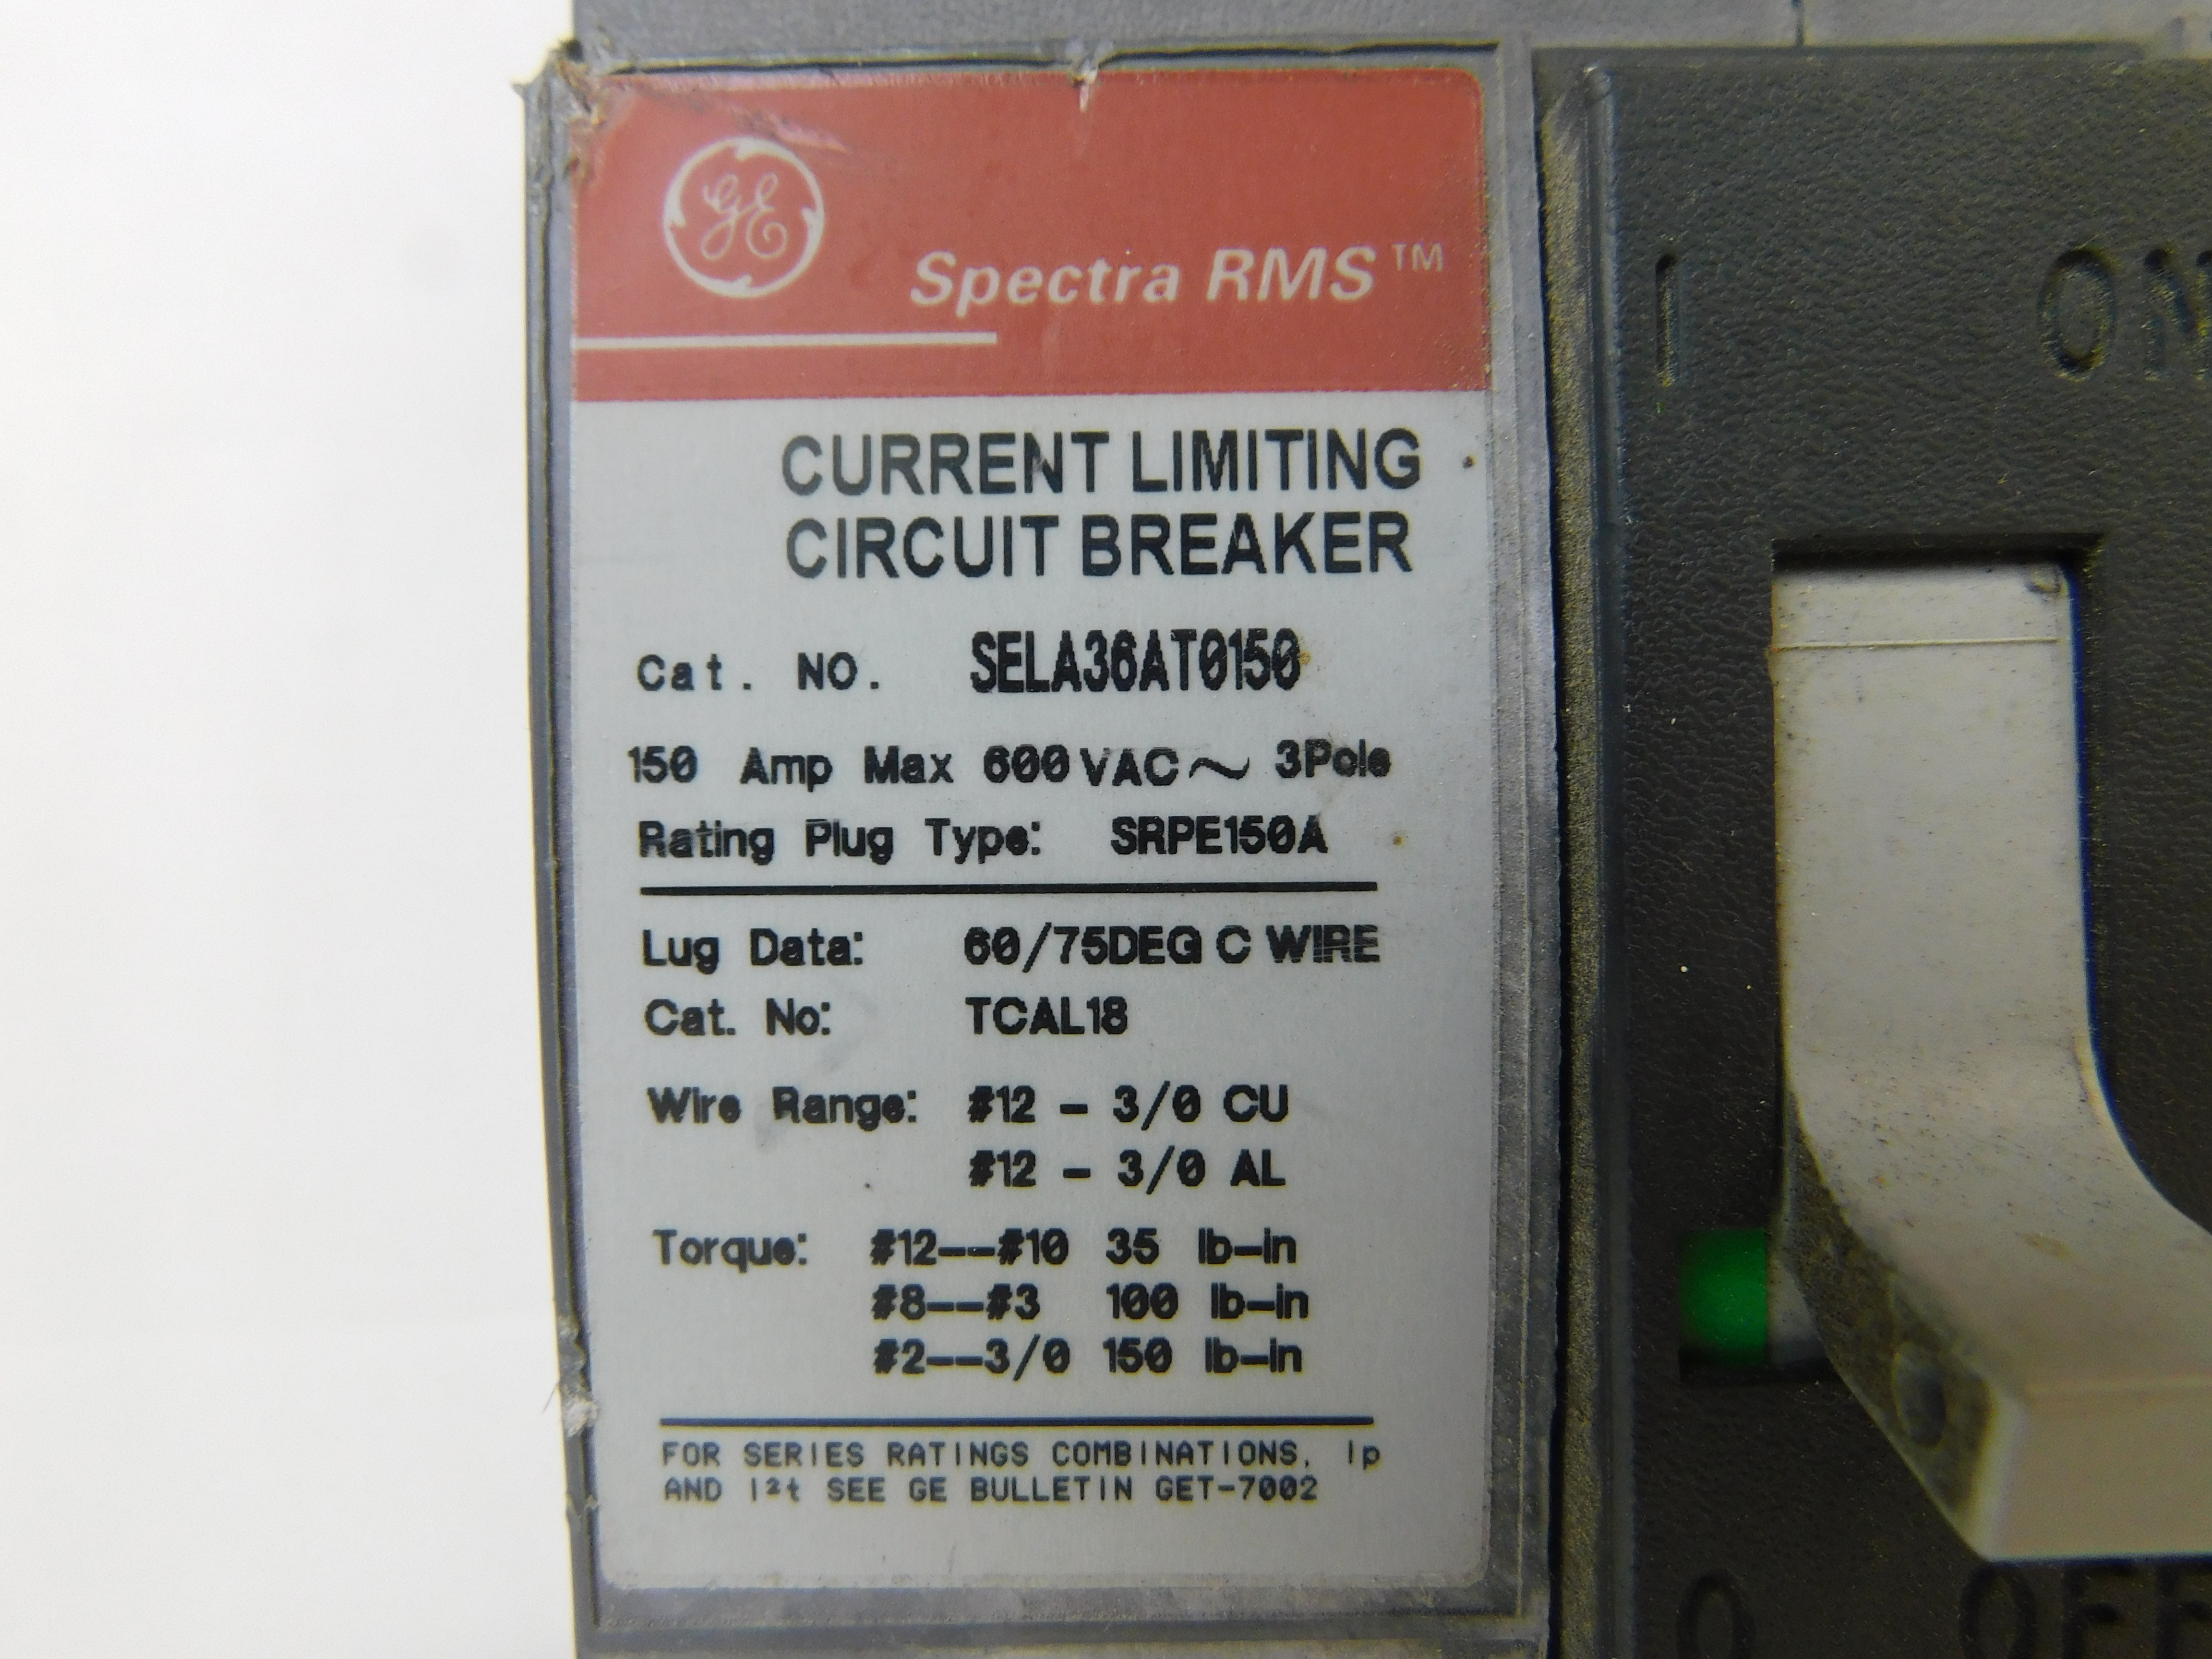 GE
Spectra RMS™
CURRENT LIMITING
CIRCUIT BREAKER
Cat. NO. SELA36AT0150
150 Amp Max 600 VAC~ 3Pole
Rating Plug Type: SRPE150A
Lug Data: 60/75DEG C WIRE
Cat. No: TCAL18
Wire Range: #12 - 3/0 CU
#12 - 3/0 AL
Torque: #12--#10 35 lb-in
#8--#3 100 lb-in
#2--3/0 150 lb-in
FOR SERIES RATINGS COMBINATIONS, Ip
AND I²t SEE GE BULLETIN GET-7002
I ON
O OFF